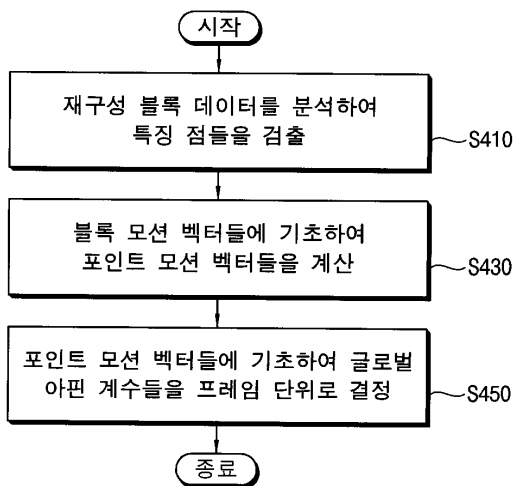 시작
재구성 블록 데이터를 분석하여
특징 점들을 검출
S410
블록 모션 벡터들에 기초하여
포인트 모션 벡터들을 계산
S430
포인트 모션 벡터들에 기초하여 글로벌
아핀 계수들을 프레임 단위로 결정
S450
종료